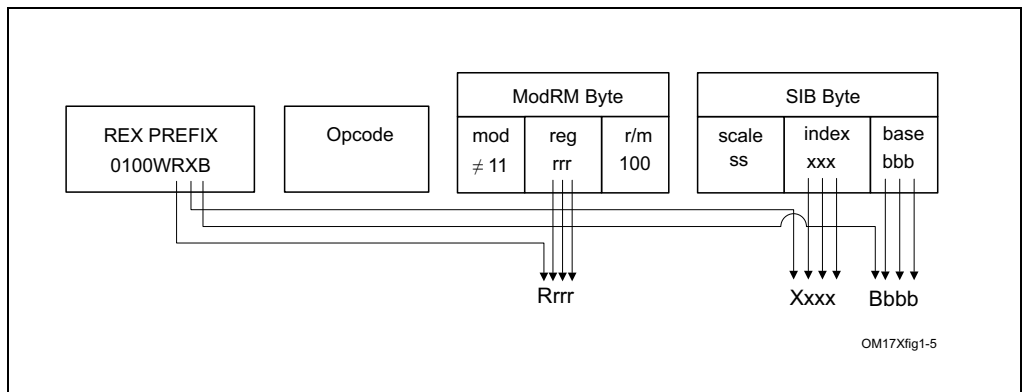 REX PREFIX
0100WRXB
Opcode
ModRM Byte
mod
≠ 11
reg
rrr
r/m
100
SIB Byte
scale
ss
index
xxx
base
bbb
Rrrr
Xxxx
Bbbb
OM17Xfig1-5